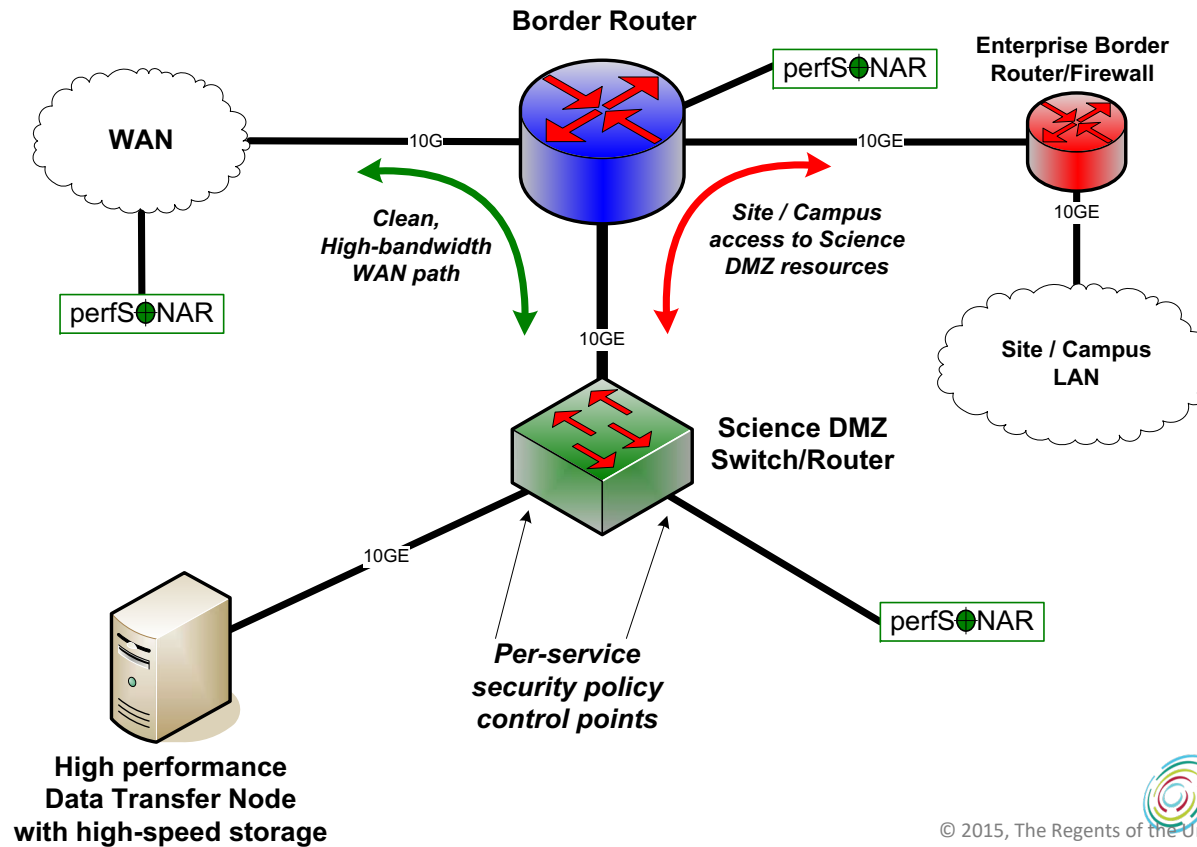 Border Router
perfSONAR
Enterprise Border
Router/Firewall
WAN
10G
10GE
10GE
Clean,
High-bandwidth
WAN path
Site / Campus
access to Science
DMZ resources
perfSONAR
10GE
Site / Campus
LAN
Science DMZ
Switch/Router
10GE
perfSONAR
Per-service
security policy
control points
High performance
Data Transfer Node
with high-speed storage
© 2015, The Regents of the